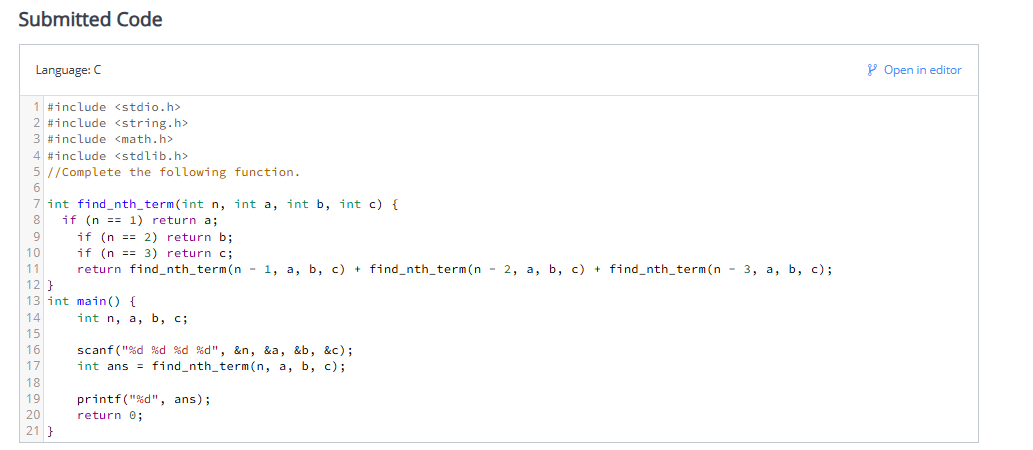 Submitted Code
Language: C
Open in editor
1 #include <stdio.h>
2 #include <string.h>
3 #include <math.h>
4 #include <stdlib.h>
5 //Complete the following function.
6
7 int find_nth_term(int n, int a, int b, int c) {
8   if (n == 1) return a;
9     if (n == 2) return b;
10     if (n == 3) return c;
11     return find_nth_term(n - 1, a, b, c) + find_nth_term(n - 2, a, b, c) + find_nth_term(n - 3, a, b, c);
12 }
13 int main() {
14     int n, a, b, c;
15
16     scanf("%d %d %d %d", &n, &a, &b, &c);
17     int ans = find_nth_term(n, a, b, c);
18
19     printf("%d", ans);
20     return 0;
21 }